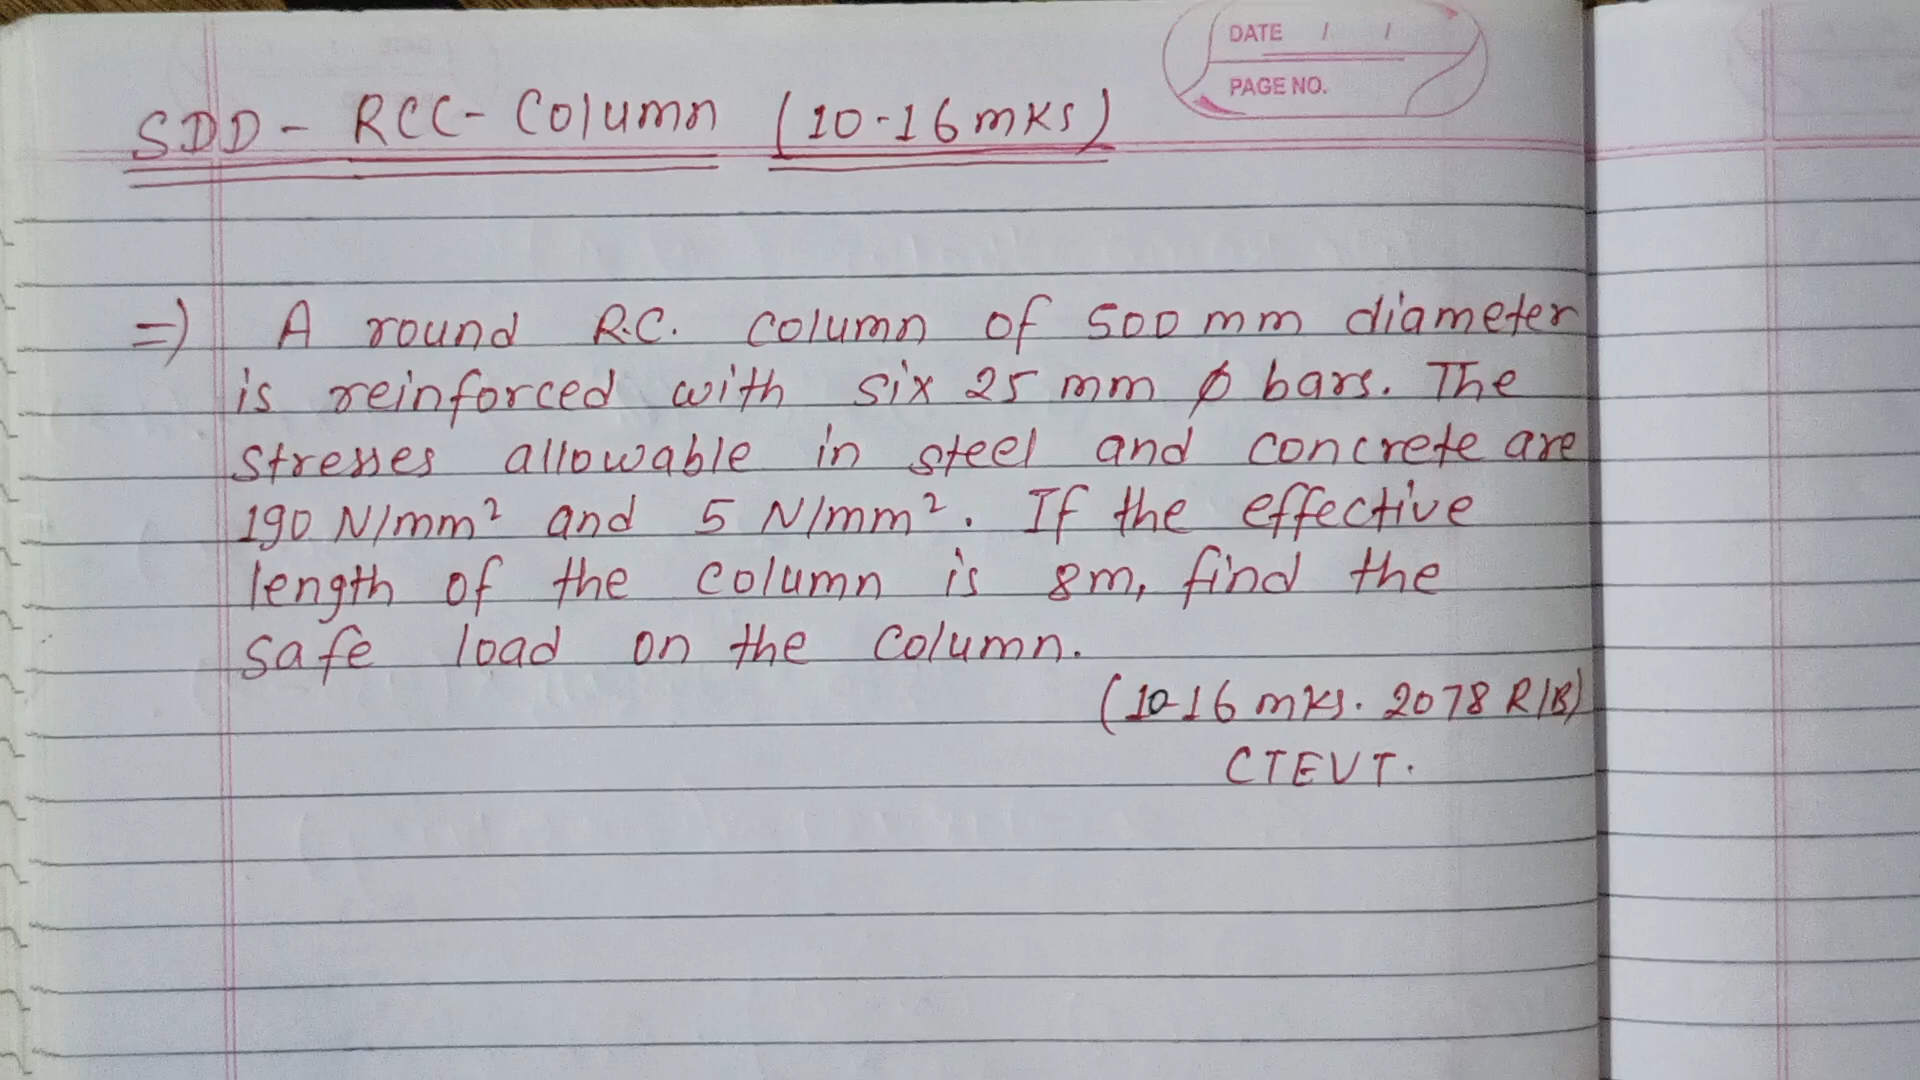 DATE / /
PAGE NO.
SDD - RCC - Column (10-16 mks)
=) A round R.C. column of 500 mm diameter
is reinforced with six 25 mm ϕ bars. The
stresses allowable in steel and concrete are
190 N/mm² and 5 N/mm². If the effective
length of the column is 8m, find the
safe load on the column.
(10-16 mks. 2078 R/B)
CTEVT.